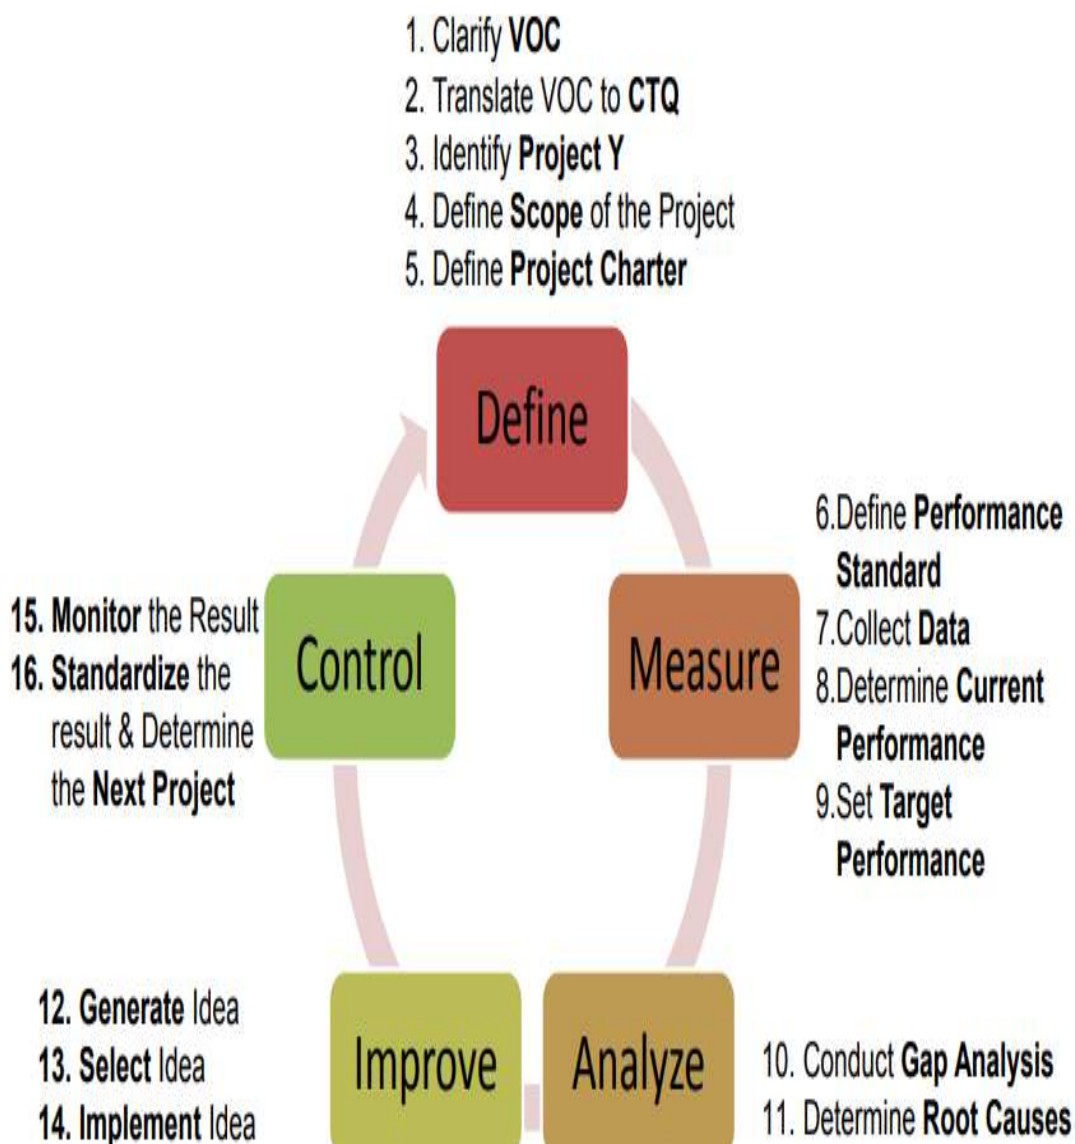 1. Clarify VOC
2. Translate VOC to CTQ
3. Identify Project Y
4. Define Scope of the Project
5. Define Project Charter
Define
6.Define Performance
Standard
7.Collect Data
8.Determine Current
Performance
9.Set Target
Performance
Measure
10. Conduct Gap Analysis
11. Determine Root Causes
Analyze
12. Generate Idea
13. Select Idea
14. Implement Idea
Improve
15. Monitor the Result
16. Standardize the
result & Determine
the Next Project
Control